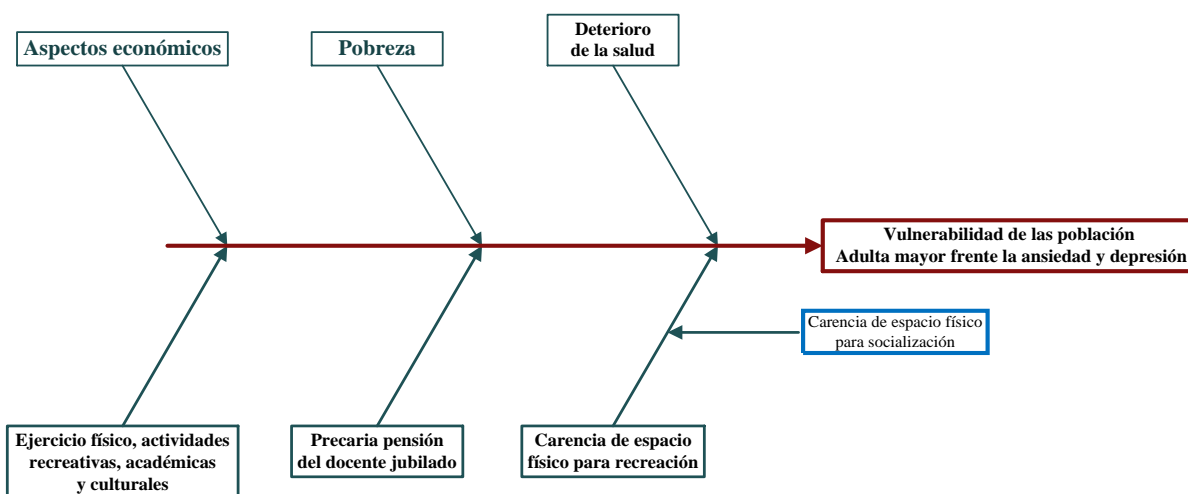 Aspectos económicos
Pobreza
Deterioro
de la salud
Vulnerabilidad de las población
Adulta mayor frente la ansiedad y depresión
Carencia de espacio físico
para socialización
Ejercicio físico, actividades
recreativas, académicas
y culturales
Precaria pensión
del docente jubilado
Carencia de espacio
físico para recreación